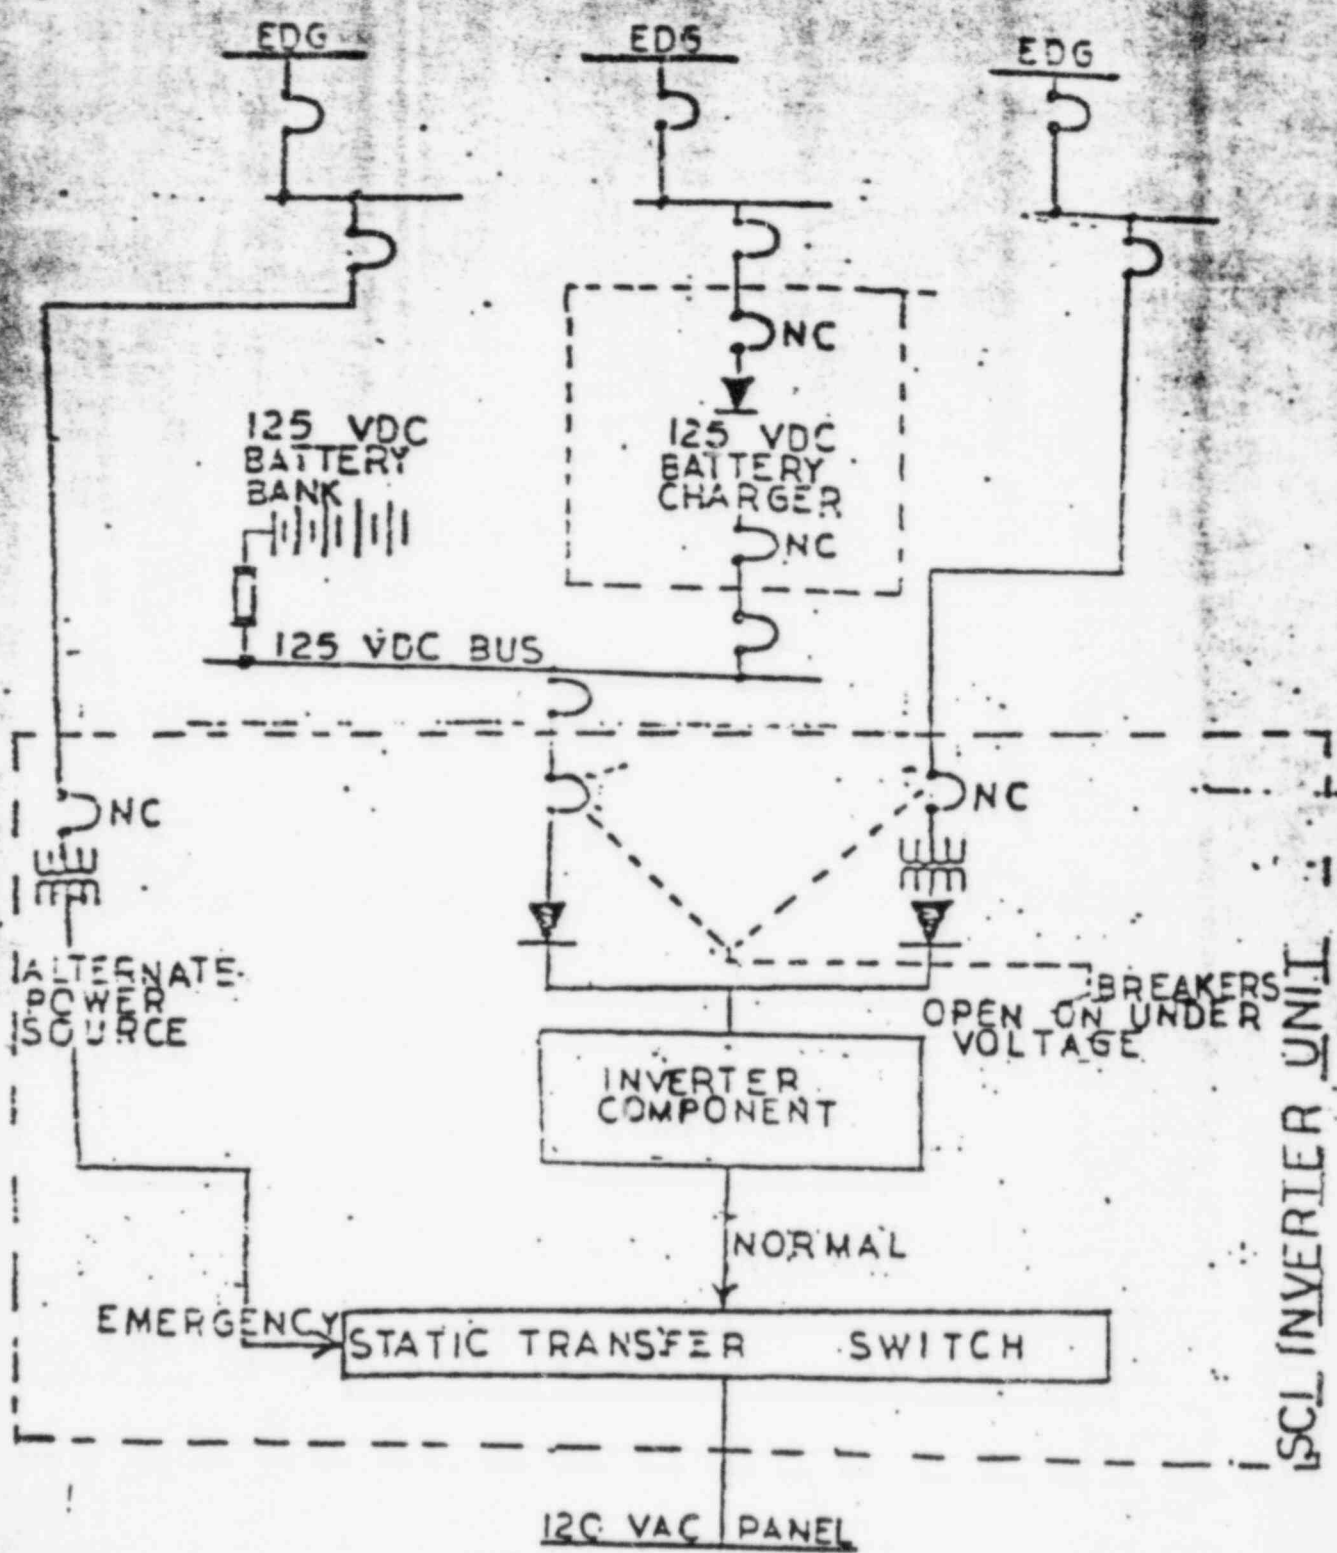 EDG
EDG
EDG
NC
125 VDC
BATTERY
BANK
125 VDC
BATTERY
CHARGER
NC
125 VDC BUS
NC
NC
ALTERNATE
POWER
SOURCE
BREAKERS
OPEN ON UNDER
VOLTAGE
INVERTER
COMPONENT
NORMAL
EMERGENCY
STATIC TRANSFER SWITCH
SCI INVERTER UNIT
120 VAC PANEL